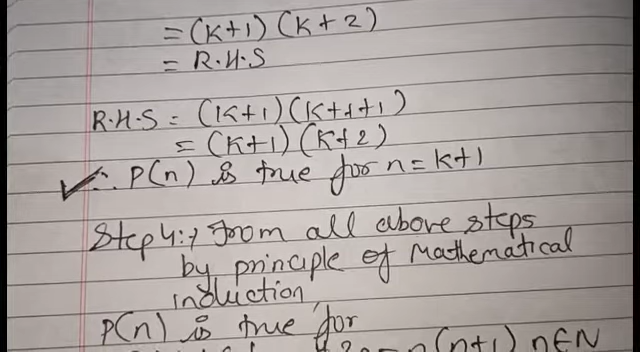 = (K+1) (K+2)
= R.H.S
R.H.S = (K+1)(K+1+1)
= (K+1) (K+2)
✓∴ P(n) is true for n = k+1
Step 4:→ From all above steps
by principle of Mathematical
induction,
P(n) is true for
n(n+1) n∈N